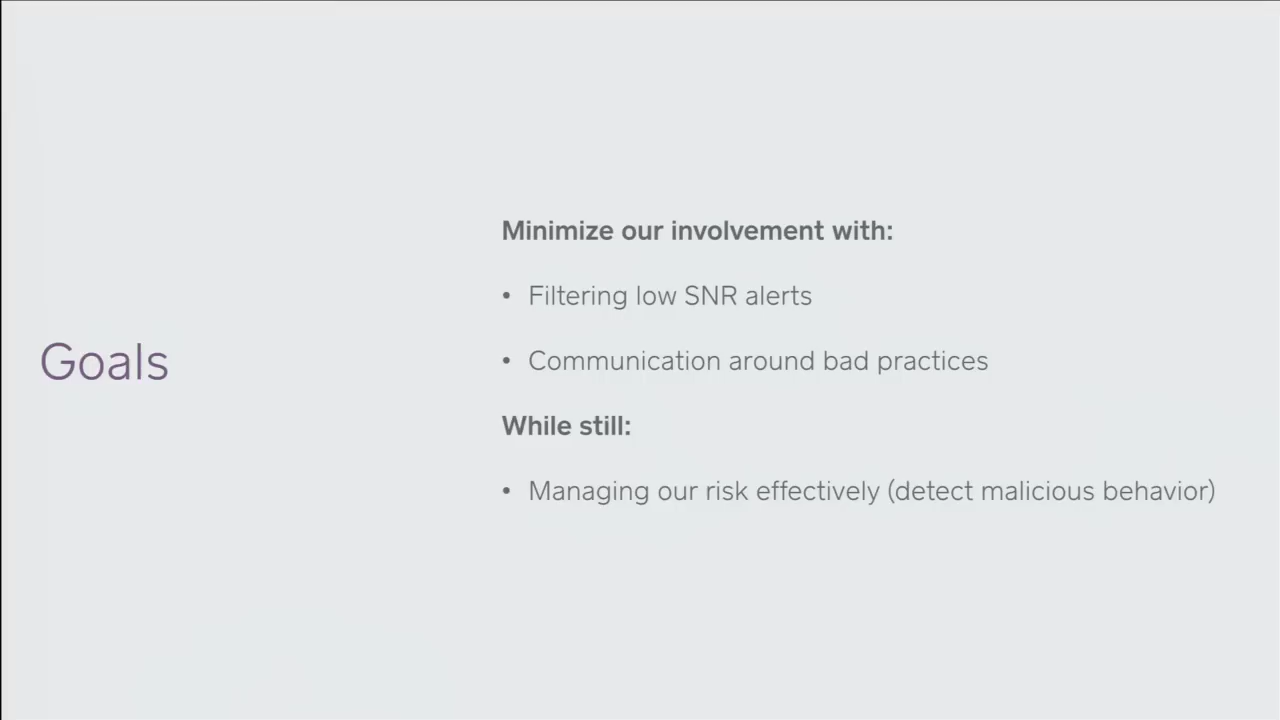 Goals
Minimize our involvement with:
• Filtering low SNR alerts
• Communication around bad practices
While still:
• Managing our risk effectively (detect malicious behavior)